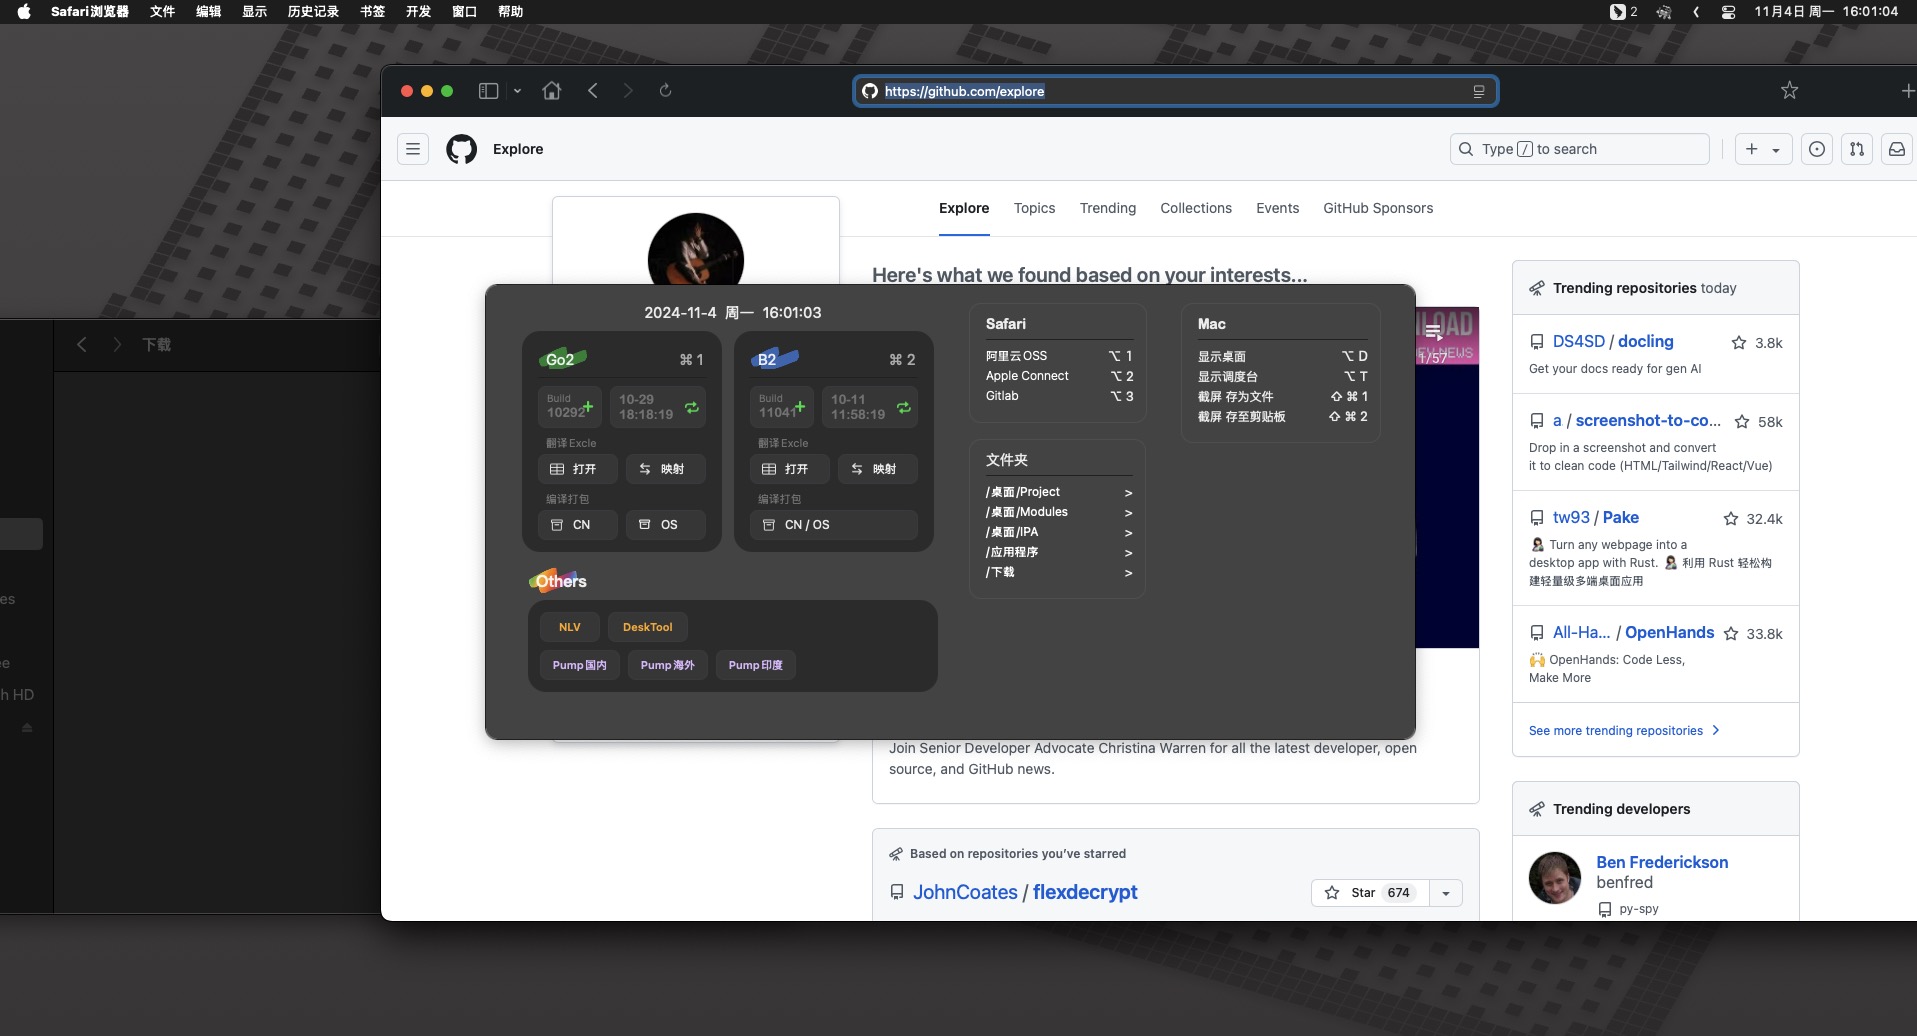 Safari浏览器 文件 编辑 显示 历史记录 书签 开发 窗口 帮助
2
11月4日 周一 16:01:04
https://github.com/explore
Explore
Type / to search
Explore Topics Trending Collections Events GitHub Sponsors
Here's what we found based on your interests...
下载
es
ee
h HD
2024-11-4 周一 16:01:03
Go2 ⌘ 1
Build
10292
10-29
18:18:19
翻译Excle
打开 映射
编译打包
CN OS
B2 ⌘ 2
Build
11041
10-11
11:58:19
翻译Excle
打开 映射
编译打包
CN / OS
Others
NLV DeskTool
Pump国内 Pump海外 Pump印度
Safari
阿里云OSS ⌥ 1
Apple Connect ⌥ 2
Gitlab ⌥ 3
文件夹
/桌面/Project >
/桌面/Modules >
/桌面/IPA >
/应用程序 >
/下载 >
Mac
显示桌面 ⌥ D
显示调度台 ⌥ T
截屏 存为文件 ⇧ ⌘ 1
截屏 存至剪贴板 ⇧ ⌘ 2
1/57
NEWS
Join Senior Developer Advocate Christina Warren for all the latest developer, open
source, and GitHub news.
Based on repositories you've starred
JohnCoates / flexdecrypt
Star 674
Trending repositories today
DS4SD / docling 3.8k
Get your docs ready for gen AI
a / screenshot-to-co... 58k
Drop in a screenshot and convert
it to clean code (HTML/Tailwind/React/Vue)
tw93 / Pake 32.4k
Turn any webpage into a
desktop app with Rust. 利用 Rust 轻松构
建轻量级多端桌面应用
All-Ha... / OpenHands 33.8k
OpenHands: Code Less,
Make More
See more trending repositories
Trending developers
Ben Frederickson
benfred
py-spy